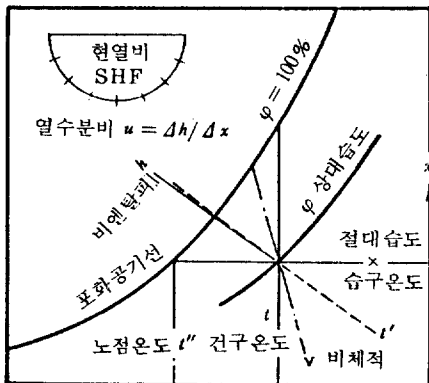 현열비
SHF
열수분비 u = Δh/Δx
φ = 100%
h
비엔탈피
φ 상대습도
포화공기선
절대습도
x
습구온도
t
t'
노점온도 t" 건구온도
v 비체적